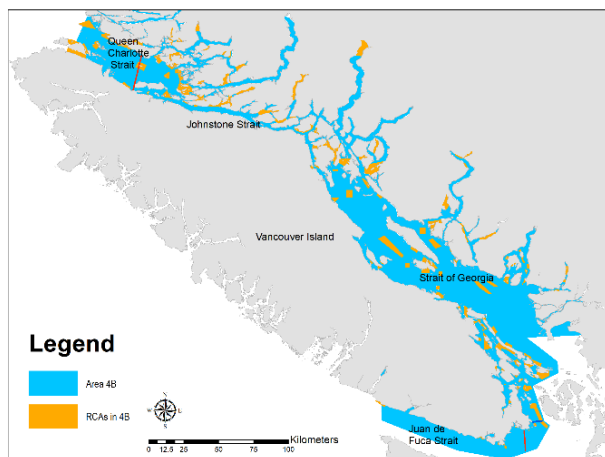 Queen
Charlotte
Strait
Johnstone Strait
Vancouver Island
Strait of Georgia
Legend
Area 4B
RCAs in 4B
N
W E
S
Juan de
Fuca Strait
Kilometers
0 12.5 25 50 75 100